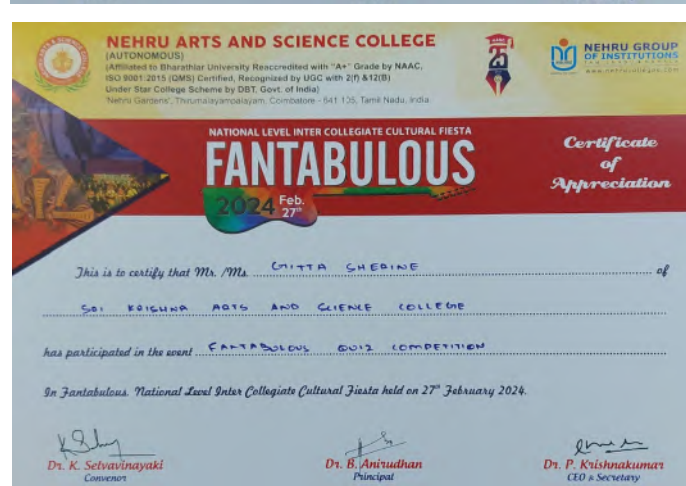 NEHRU ARTS AND SCIENCE COLLEGE
(AUTONOMOUS)
(Affiliated to Bharathiar University Reaccredited with "A+" Grade by NAAC,
ISO 9001:2015 (QMS) Certified, Recognized by UGC with 2(f) &12(B)
Under Star College Scheme by DBT, Govt. of India)
"Nehru Gardens", Thirumalayampalayam, Coimbatore - 641 105, Tamil Nadu, India.
25
NEHRU GROUP
OF INSTITUTIONS
www.nehrucolleges.com
NATIONAL LEVEL INTER COLLEGIATE CULTURAL FIESTA
FANTABULOUS
2024 Feb.
27th
Certificate
of
Appreciation
This is to certify that Mr. /Ms. GITTA SHERINE of
SRI KRISHNA ARTS AND SCIENCE COLLEGE
has participated in the event FANTABULOUS QUIZ COMPETITION
In Fantabulous. National Level Inter Collegiate Cultural Fiesta held on 27th February 2024.
Dr. K. Selvavinayaki
Convenor
Dr. B. Anirudhan
Principal
Dr. P. Krishnakumar
CEO & Secretary